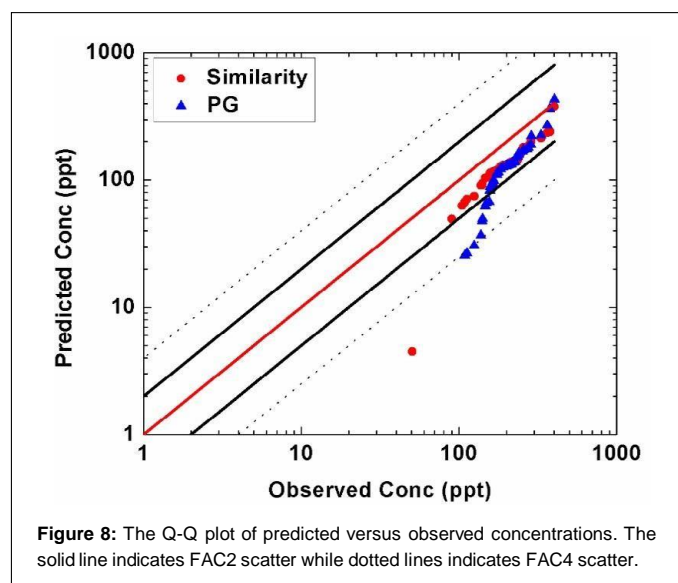 1000
Similarity
PG
100
10
1
Predicted Conc (ppt)
1
10
100
1000
Observed Conc (ppt)
Figure 8: The Q-Q plot of predicted versus observed concentrations. The
solid line indicates FAC2 scatter while dotted lines indicates FAC4 scatter.